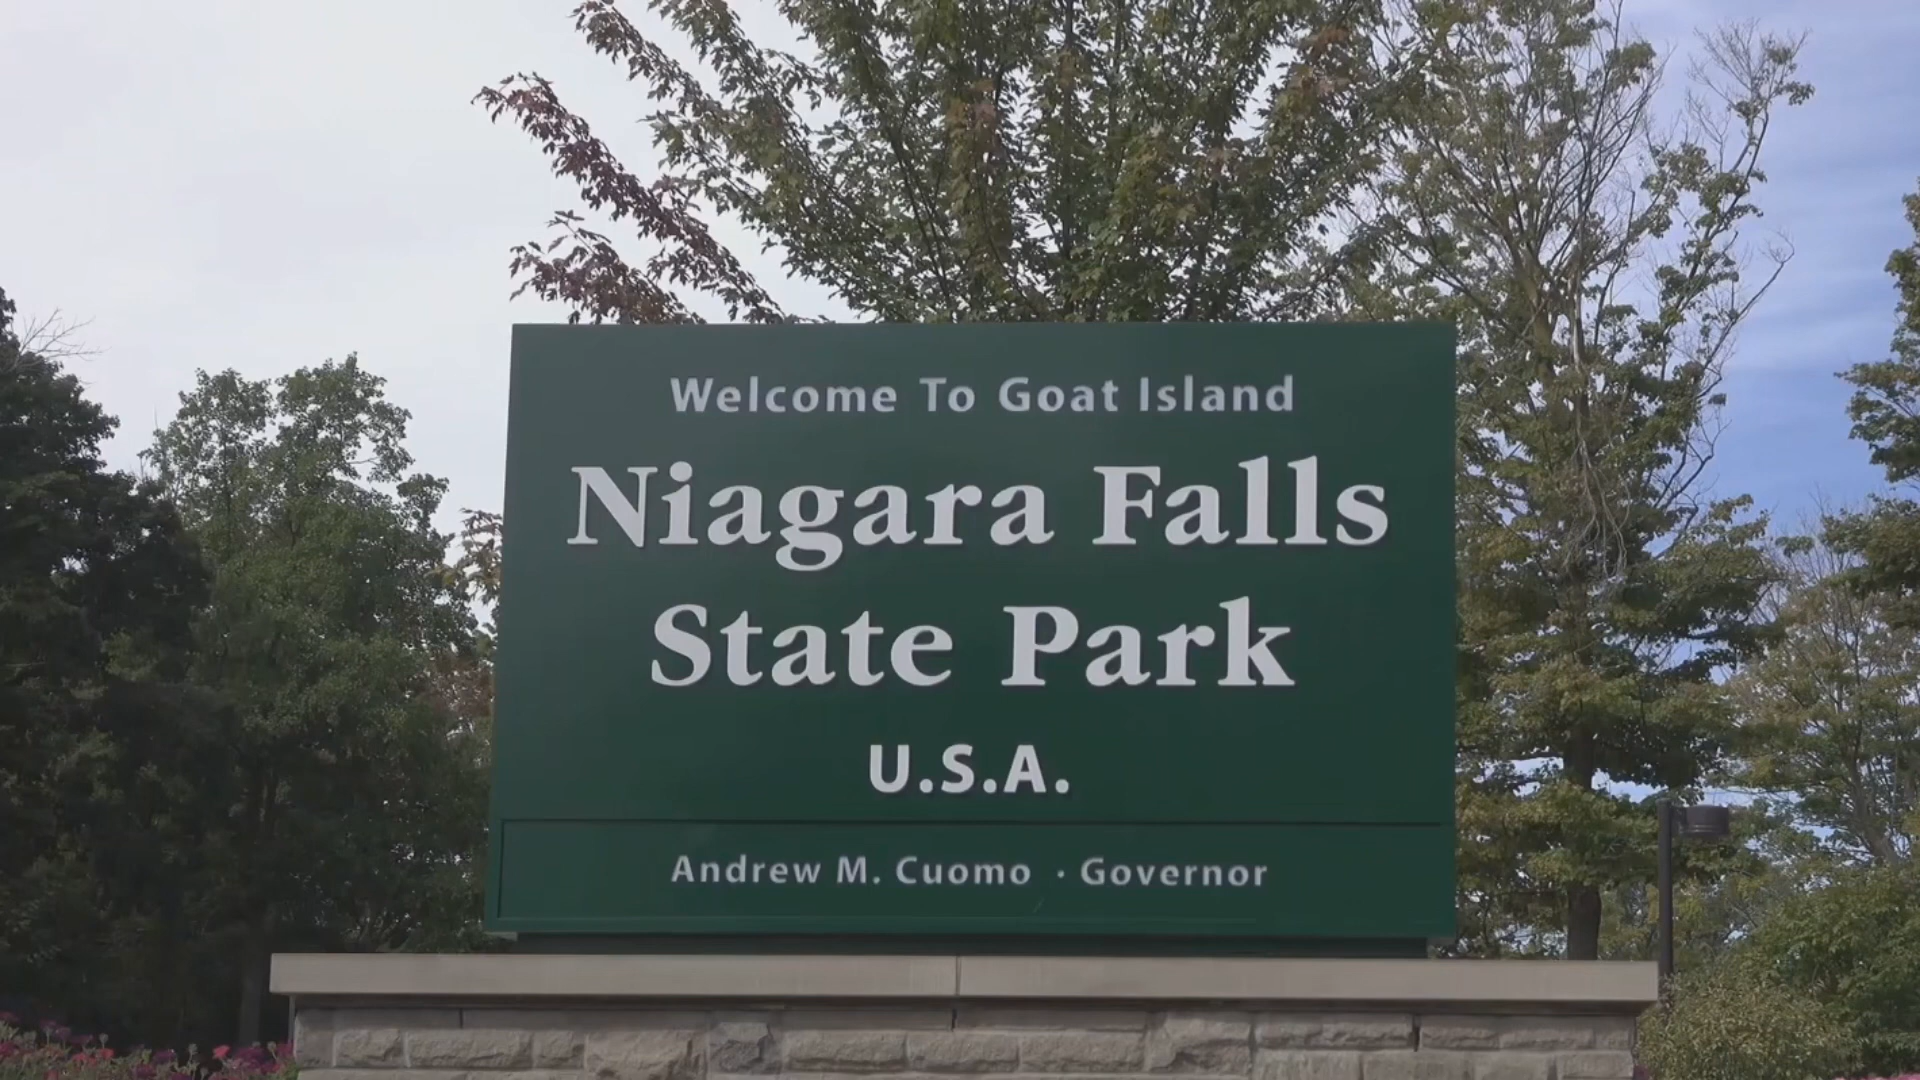 Welcome To Goat Island
Niagara Falls
State Park
U.S.A.
Andrew M. Cuomo · Governor